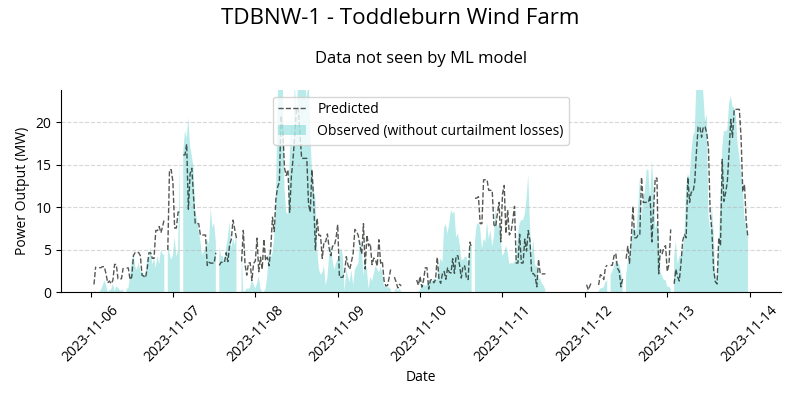 TDBNW-1 - Toddleburn Wind Farm
Data not seen by ML model
Predicted
Observed (without curtailment losses)
Power Output (MW)
20
15
10
5
0
2023-11-06
2023-11-07
2023-11-08
2023-11-09
2023-11-10
2023-11-11
2023-11-12
2023-11-13
2023-11-14
Date